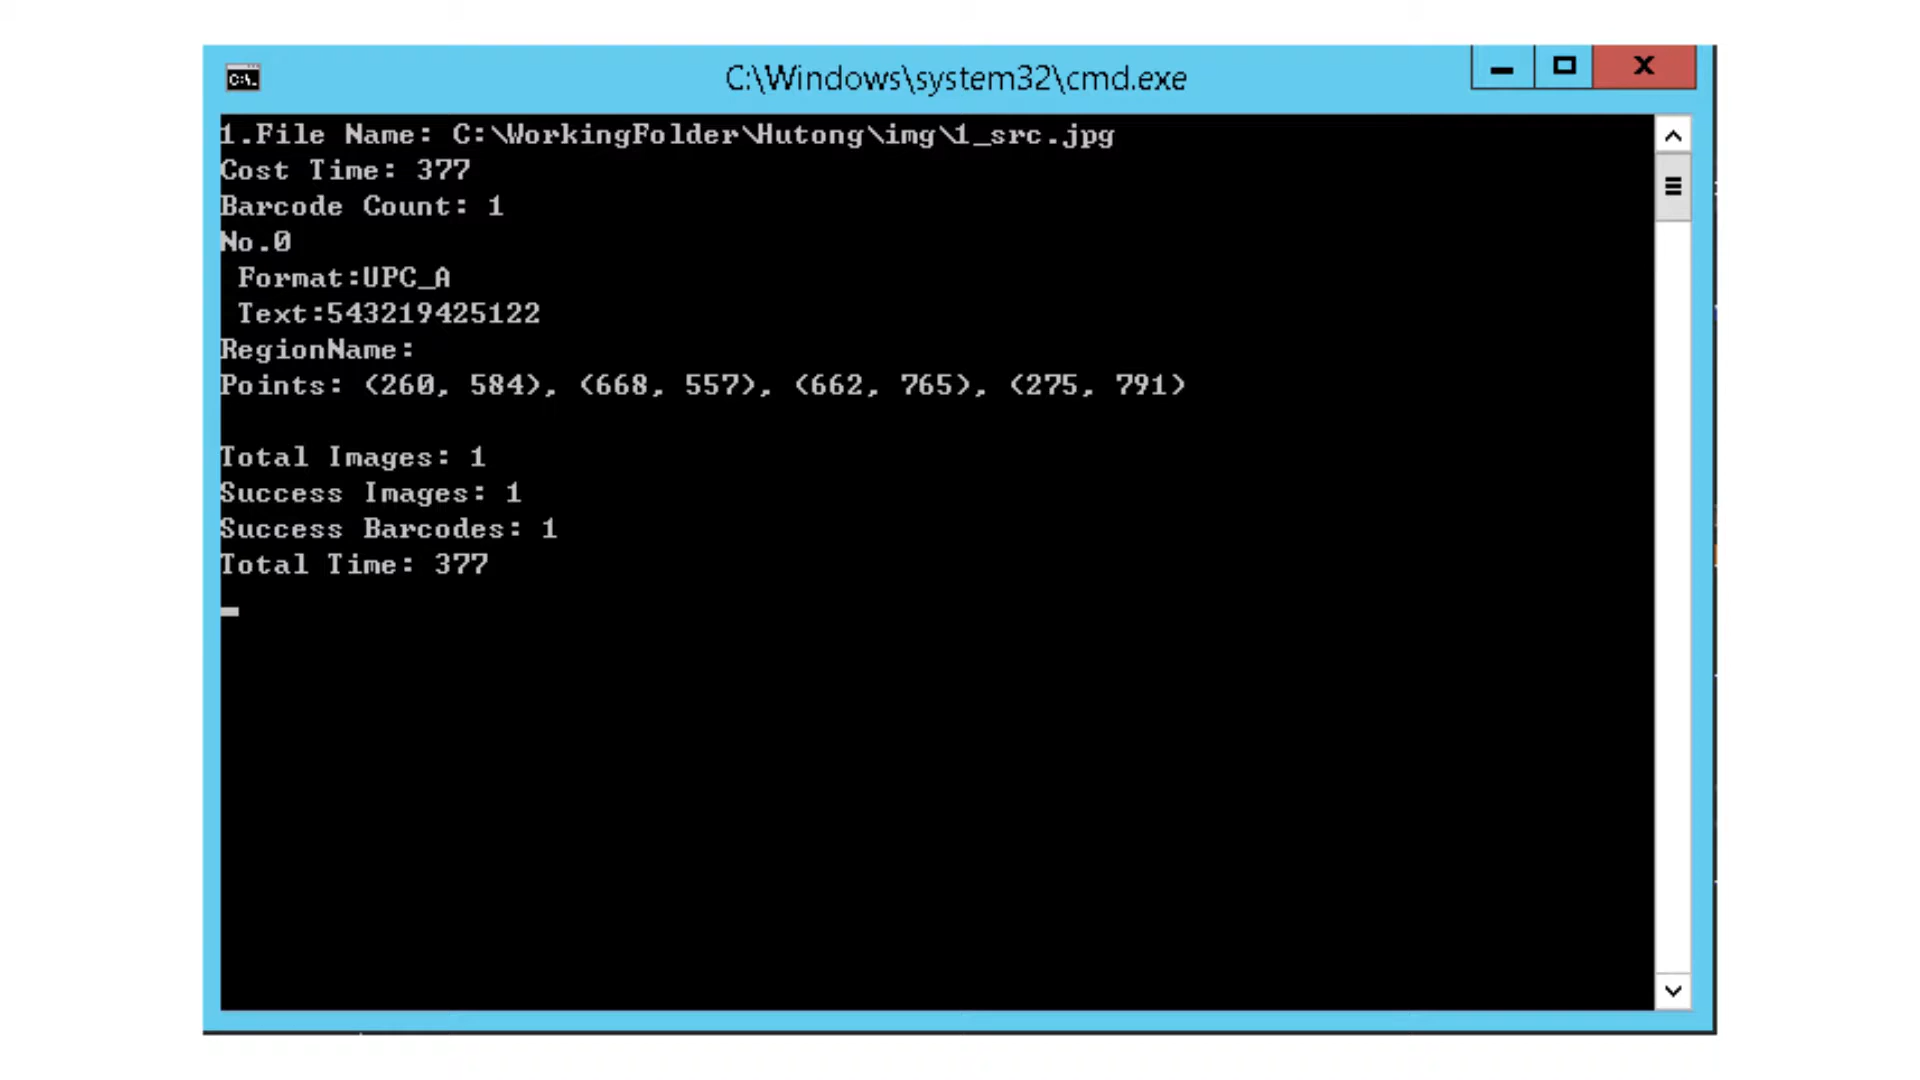 C:\Windows\system32\cmd.exe
1.File Name: C:\WorkingFolder\Hutong\img\1_src.jpg
Cost Time: 377
Barcode Count: 1
No.0
 Format:UPC_A
 Text:543219425122
RegionName:
Points: (260, 584), (668, 557), (662, 765), (275, 791)
Total Images: 1
Success Images: 1
Success Barcodes: 1
Total Time: 377